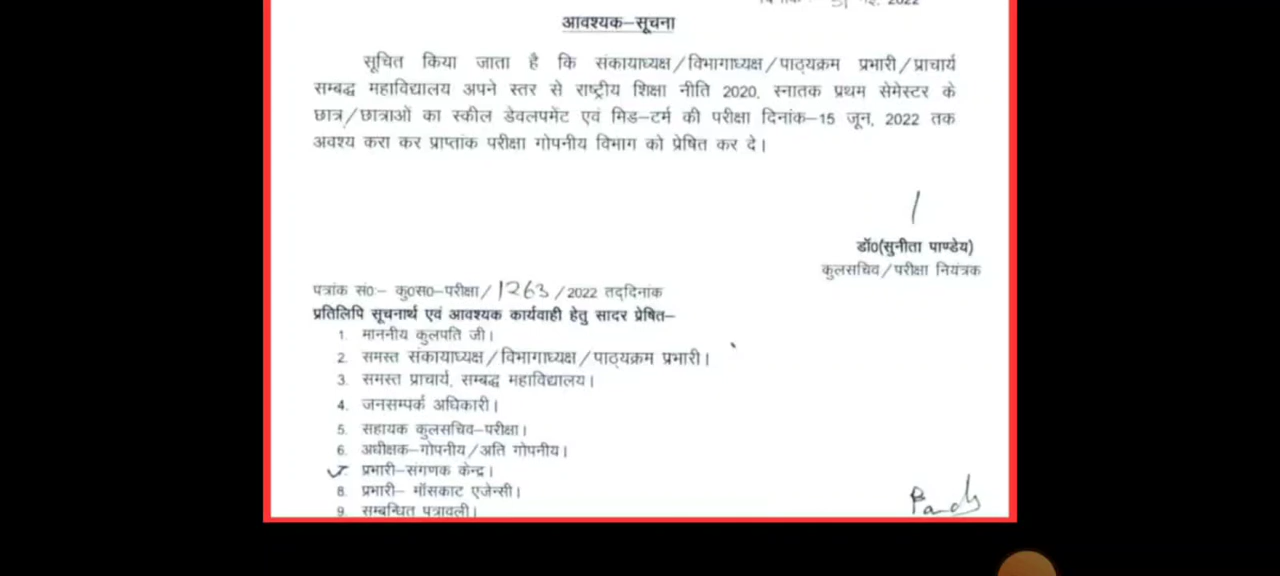 2022
आवश्यक–सूचना
सूचित किया जाता है कि संकायाध्यक्ष/विभागाध्यक्ष/पाठ्यक्रम प्रभारी/प्राचार्य
सम्बद्ध महाविद्यालय अपने स्तर से राष्ट्रीय शिक्षा नीति 2020, स्नातक प्रथम सेमेस्टर के
छात्र/छात्राओं का स्कील डेवलपमेंट एवं मिड–टर्म की परीक्षा दिनांक–15 जून, 2022 तक
अवश्य करा कर प्राप्तांक परीक्षा गोपनीय विभाग को प्रेषित कर दे।
डॉ0(सुनीता पाण्डेय)
कुलसचिव/परीक्षा नियंत्रक
पत्रांक सं0:– कु0स0–परीक्षा/1263/2022 तद्दिनांक
प्रतिलिपि सूचनार्थ एवं आवश्यक कार्यवाही हेतु सादर प्रेषित–
1. माननीय कुलपति जी।
2. समस्त संकायाध्यक्ष/विभागाध्यक्ष/पाठ्यक्रम प्रभारी।
3. समस्त प्राचार्य, सम्बद्ध महाविद्यालय।
4. जनसम्पर्क अधिकारी।
5. सहायक कुलसचिव–परीक्षा।
6. अधीक्षक–गोपनीय/अति गोपनीय।
7. प्रभारी–संगणक केन्द्र।
8. प्रभारी– मॉसकाट एजेन्सी।
9. सम्बन्धित पत्रावली।